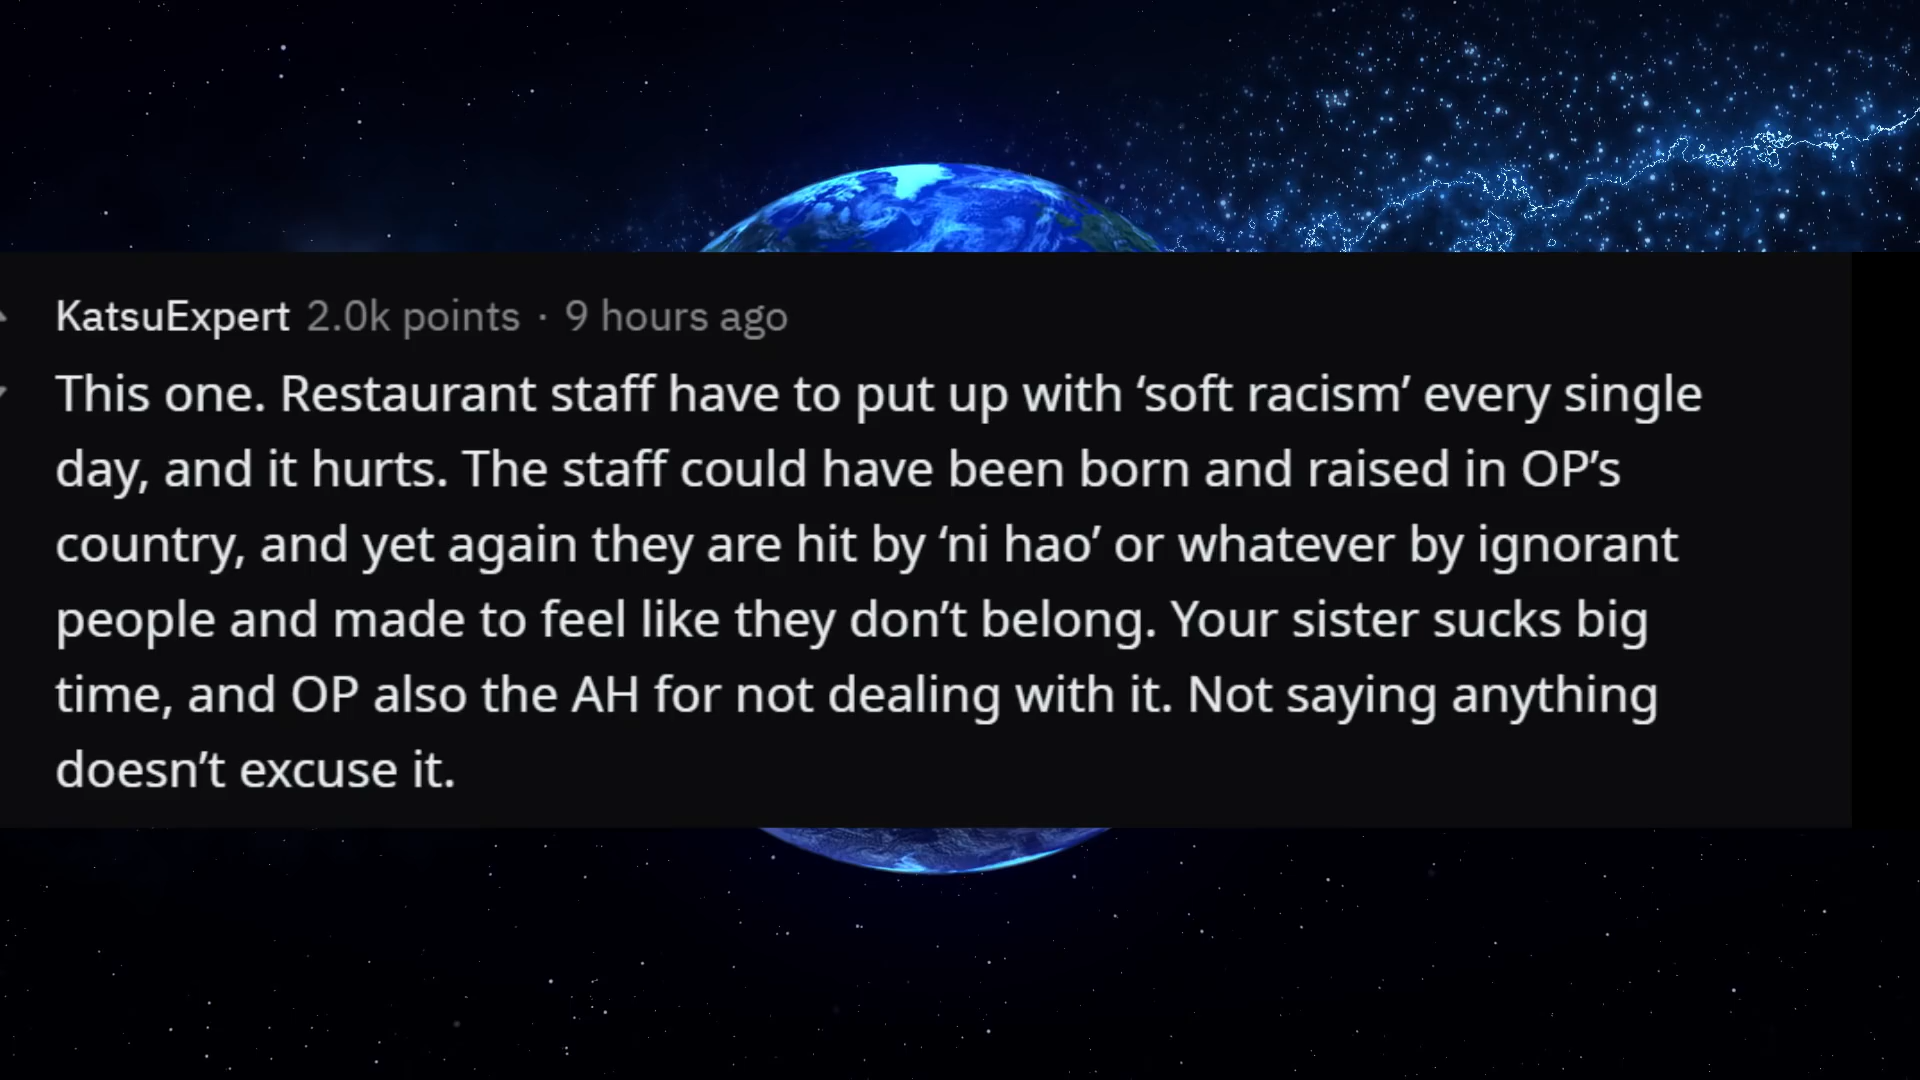 KatsuExpert 2.0k points · 9 hours ago
This one. Restaurant staff have to put up with ‘soft racism’ every single
day, and it hurts. The staff could have been born and raised in OP’s
country, and yet again they are hit by ‘ni hao’ or whatever by ignorant
people and made to feel like they don’t belong. Your sister sucks big
time, and OP also the AH for not dealing with it. Not saying anything
doesn’t excuse it.